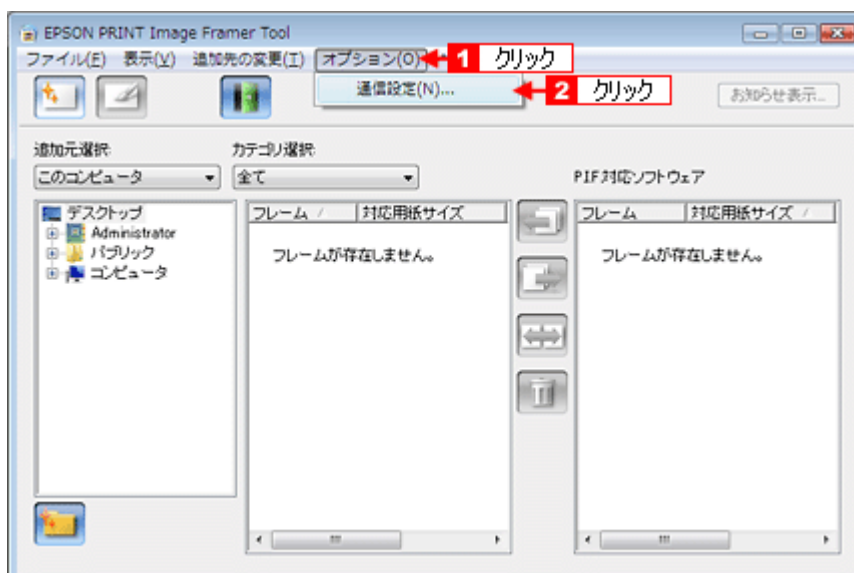 EPSON PRINT Image Framer Tool
ファイル(E) 表示(V) 追加先の変更(I) オプション(O) 1 クリック
通信設定(N)... 2 クリック
お知らせ表示...
追加元選択: カテゴリ選択:
このコンピュータ 全て PIF対応ソフトウェア
デスクトップ フレーム / 対応用紙サイズ フレーム 対応用紙サイズ /
Administrator
パブリック フレームが存在しません。 フレームが存在しません。
コンピュータ